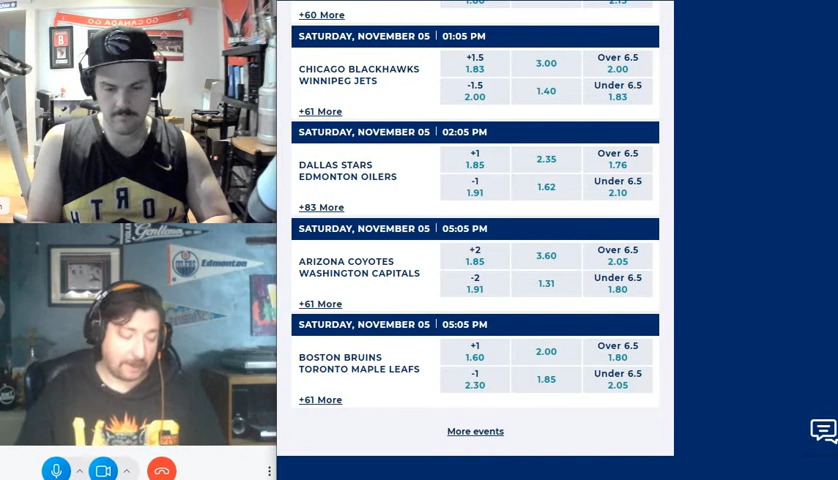 Gentlemen
Edmonton
HTRON
+60 More
SATURDAY, NOVEMBER 05 | 01:05 PM
CHICAGO BLACKHAWKS
WINNIPEG JETS
+1.5
1.83
3.00
Over 6.5
2.00
-1.5
2.00
1.40
Under 6.5
1.83
+61 More
SATURDAY, NOVEMBER 05 | 02:05 PM
DALLAS STARS
EDMONTON OILERS
+1
1.85
2.35
Over 6.5
1.76
-1
1.91
1.62
Under 6.5
2.10
+83 More
SATURDAY, NOVEMBER 05 | 05:05 PM
ARIZONA COYOTES
WASHINGTON CAPITALS
+2
1.85
3.60
Over 6.5
2.05
-2
1.91
1.31
Under 6.5
1.80
+61 More
SATURDAY, NOVEMBER 05 | 05:05 PM
BOSTON BRUINS
TORONTO MAPLE LEAFS
+1
1.60
2.00
Over 6.5
1.80
-1
2.30
1.85
Under 6.5
2.05
+61 More
More events